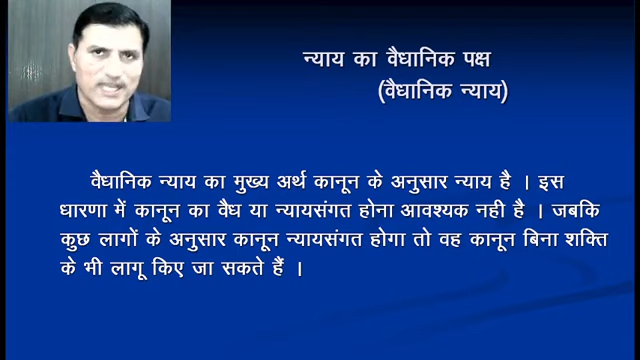 न्याय का वैधानिक पक्ष
(वैधानिक न्याय)
वैधानिक न्याय का मुख्य अर्थ कानून के अनुसार न्याय है । इस
धारणा में कानून का वैध या न्यायसंगत होना आवश्यक नही है । जबकि
कुछ लागों के अनुसार कानून न्यायसंगत होगा तो वह कानून बिना शक्ति
के भी लागू किए जा सकते हैं ।